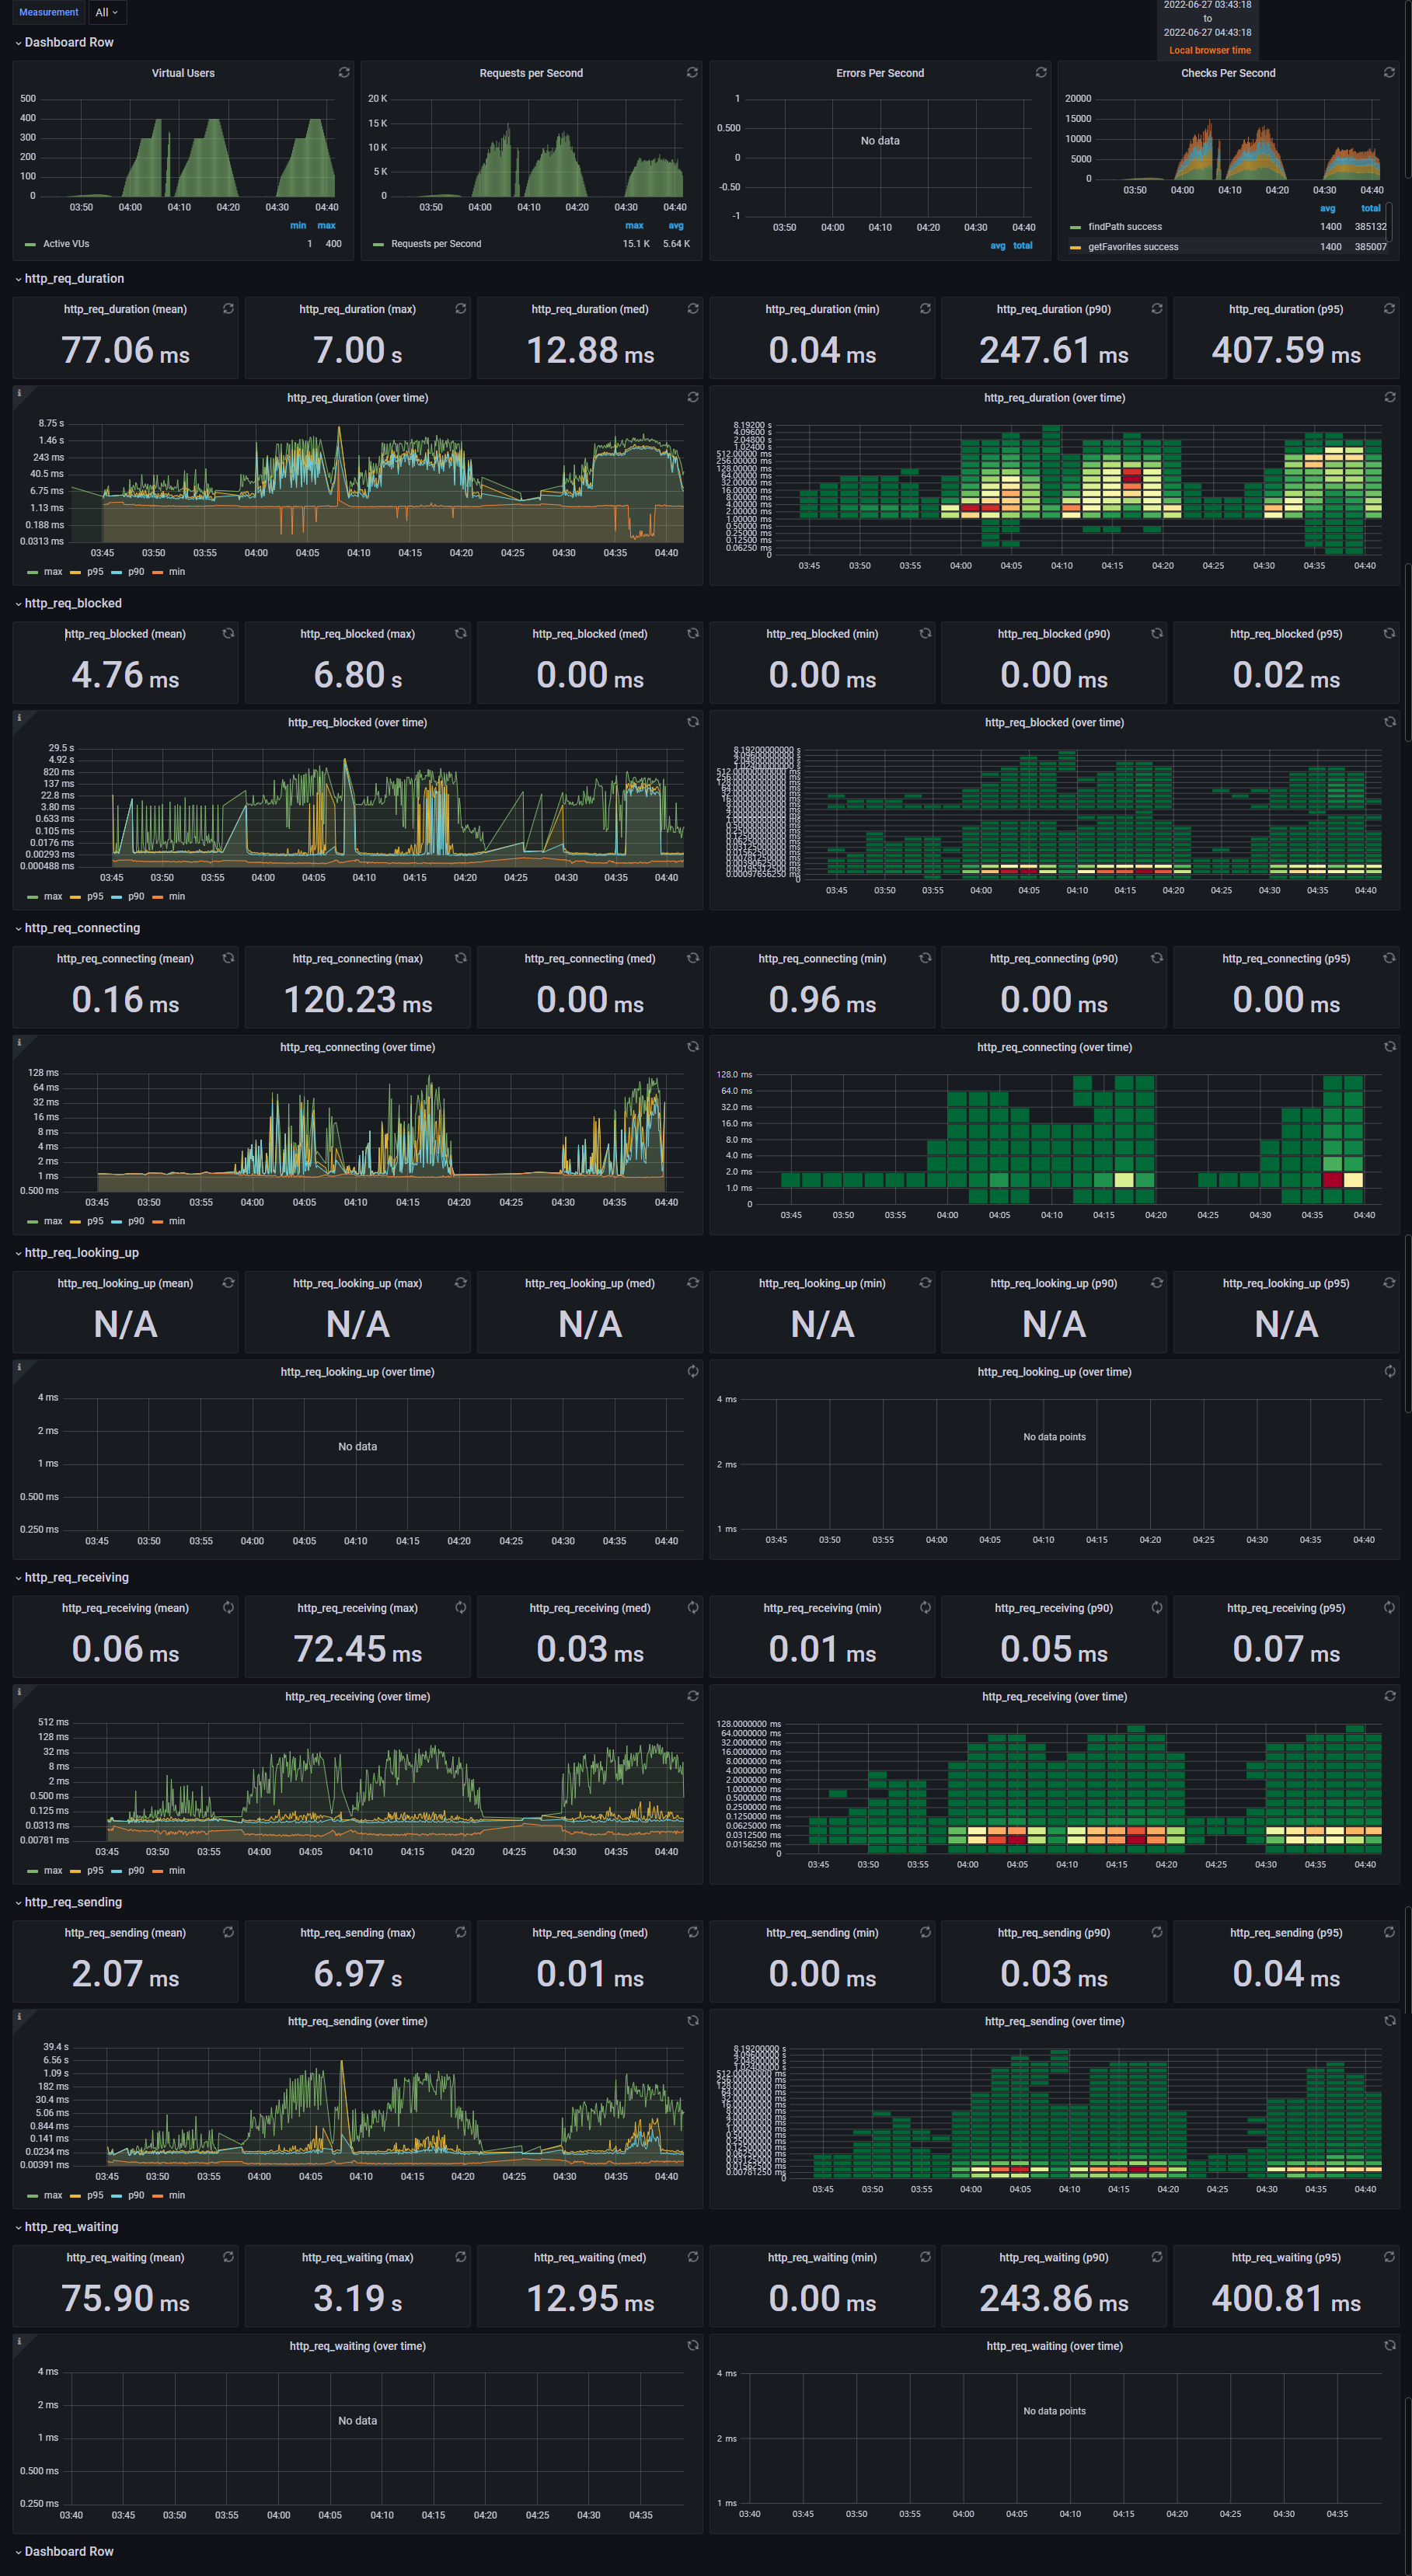 Measurement All
2022-06-27 03:43:18
to
2022-06-27 04:43:18
Local browser time
Dashboard Row
Virtual Users
500
400
300
200
100
0
03:50 04:00 04:10 04:20 04:30 04:40
min max
Active VUs 1 400
Requests per Second
20 K
15 K
10 K
5 K
0
03:50 04:00 04:10 04:20 04:30 04:40
max avg
Requests per Second 15.1 K 5.64 K
Errors Per Second
1
0.500
0
-0.50
-1
No data
03:50 04:00 04:10 04:20 04:30 04:40
avg total
Checks Per Second
20000
15000
10000
5000
0
03:50 04:00 04:10 04:20 04:30 04:40
avg total
findPath success 1400 385132
getFavorites success 1400 385007
http_req_duration
http_req_duration (mean)
77.06 ms
http_req_duration (max)
7.00 s
http_req_duration (med)
12.88 ms
http_req_duration (min)
0.04 ms
http_req_duration (p90)
247.61 ms
http_req_duration (p95)
407.59 ms
http_req_duration (over time)
8.75 s
1.46 s
243 ms
40.5 ms
6.75 ms
1.13 ms
0.188 ms
0.0313 ms
03:45 03:50 03:55 04:00 04:05 04:10 04:15 04:20 04:25 04:30 04:35 04:40
max p95 p90 min
http_req_duration (over time)
8.19200 s
4.09600 s
2.04800 s
1.02400 s
512.00000 ms
256.00000 ms
128.00000 ms
64.00000 ms
32.00000 ms
16.00000 ms
8.00000 ms
4.00000 ms
2.00000 ms
1.00000 ms
0.50000 ms
0.25000 ms
0.12500 ms
0.06250 ms
0
03:45 03:50 03:55 04:00 04:05 04:10 04:15 04:20 04:25 04:30 04:35 04:40
http_req_blocked
http_req_blocked (mean)
4.76 ms
http_req_blocked (max)
6.80 s
http_req_blocked (med)
0.00 ms
http_req_blocked (min)
0.00 ms
http_req_blocked (p90)
0.00 ms
http_req_blocked (p95)
0.02 ms
http_req_blocked (over time)
29.5 s
4.92 s
820 ms
137 ms
22.8 ms
3.80 ms
0.633 ms
0.105 ms
0.0176 ms
0.00293 ms
0.000488 ms
03:45 03:50 03:55 04:00 04:05 04:10 04:15 04:20 04:25 04:30 04:35 04:40
max p95 p90 min
http_req_blocked (over time)
0
03:45 03:50 03:55 04:00 04:05 04:10 04:15 04:20 04:25 04:30 04:35 04:40
http_req_connecting
http_req_connecting (mean)
0.16 ms
http_req_connecting (max)
120.23 ms
http_req_connecting (med)
0.00 ms
http_req_connecting (min)
0.96 ms
http_req_connecting (p90)
0.00 ms
http_req_connecting (p95)
0.00 ms
http_req_connecting (over time)
128 ms
64 ms
32 ms
16 ms
8 ms
4 ms
2 ms
1 ms
0.500 ms
03:45 03:50 03:55 04:00 04:05 04:10 04:15 04:20 04:25 04:30 04:35 04:40
max p95 p90 min
http_req_connecting (over time)
128.0 ms
64.0 ms
32.0 ms
16.0 ms
8.0 ms
4.0 ms
2.0 ms
1.0 ms
0
03:45 03:50 03:55 04:00 04:05 04:10 04:15 04:20 04:25 04:30 04:35 04:40
http_req_looking_up
http_req_looking_up (mean)
N/A
http_req_looking_up (max)
N/A
http_req_looking_up (med)
N/A
http_req_looking_up (min)
N/A
http_req_looking_up (p90)
N/A
http_req_looking_up (p95)
N/A
http_req_looking_up (over time)
4 ms
2 ms
1 ms
0.500 ms
0.250 ms
No data
03:45 03:50 03:55 04:00 04:05 04:10 04:15 04:20 04:25 04:30 04:35 04:40
http_req_looking_up (over time)
4 ms
2 ms
1 ms
No data points
03:45 03:50 03:55 04:00 04:05 04:10 04:15 04:20 04:25 04:30 04:35 04:40
http_req_receiving
http_req_receiving (mean)
0.06 ms
http_req_receiving (max)
72.45 ms
http_req_receiving (med)
0.03 ms
http_req_receiving (min)
0.01 ms
http_req_receiving (p90)
0.05 ms
http_req_receiving (p95)
0.07 ms
http_req_receiving (over time)
512 ms
128 ms
32 ms
8 ms
2 ms
0.500 ms
0.125 ms
0.0313 ms
0.00781 ms
03:45 03:50 03:55 04:00 04:05 04:10 04:15 04:20 04:25 04:30 04:35 04:40
max p95 p90 min
http_req_receiving (over time)
128.0000000 ms
64.0000000 ms
32.0000000 ms
16.0000000 ms
8.0000000 ms
4.0000000 ms
2.0000000 ms
1.0000000 ms
0.5000000 ms
0.2500000 ms
0.1250000 ms
0.0625000 ms
0.0312500 ms
0.0156250 ms
0
03:45 03:50 03:55 04:00 04:05 04:10 04:15 04:20 04:25 04:30 04:35 04:40
http_req_sending
http_req_sending (mean)
2.07 ms
http_req_sending (max)
6.97 s
http_req_sending (med)
0.01 ms
http_req_sending (min)
0.00 ms
http_req_sending (p90)
0.03 ms
http_req_sending (p95)
0.04 ms
http_req_sending (over time)
39.4 s
6.56 s
1.09 s
182 ms
30.4 ms
5.06 ms
0.844 ms
0.141 ms
0.0234 ms
0.00391 ms
03:45 03:50 03:55 04:00 04:05 04:10 04:15 04:20 04:25 04:30 04:35 04:40
max p95 p90 min
http_req_sending (over time)
0.00781250 ms
0
03:45 03:50 03:55 04:00 04:05 04:10 04:15 04:20 04:25 04:30 04:35 04:40
http_req_waiting
http_req_waiting (mean)
75.90 ms
http_req_waiting (max)
3.19 s
http_req_waiting (med)
12.95 ms
http_req_waiting (min)
0.00 ms
http_req_waiting (p90)
243.86 ms
http_req_waiting (p95)
400.81 ms
http_req_waiting (over time)
4 ms
2 ms
1 ms
0.500 ms
0.250 ms
No data
03:40 03:45 03:50 03:55 04:00 04:05 04:10 04:15 04:20 04:25 04:30 04:35
http_req_waiting (over time)
4 ms
2 ms
1 ms
No data points
03:40 03:45 03:50 03:55 04:00 04:05 04:10 04:15 04:20 04:25 04:30 04:35
Dashboard Row